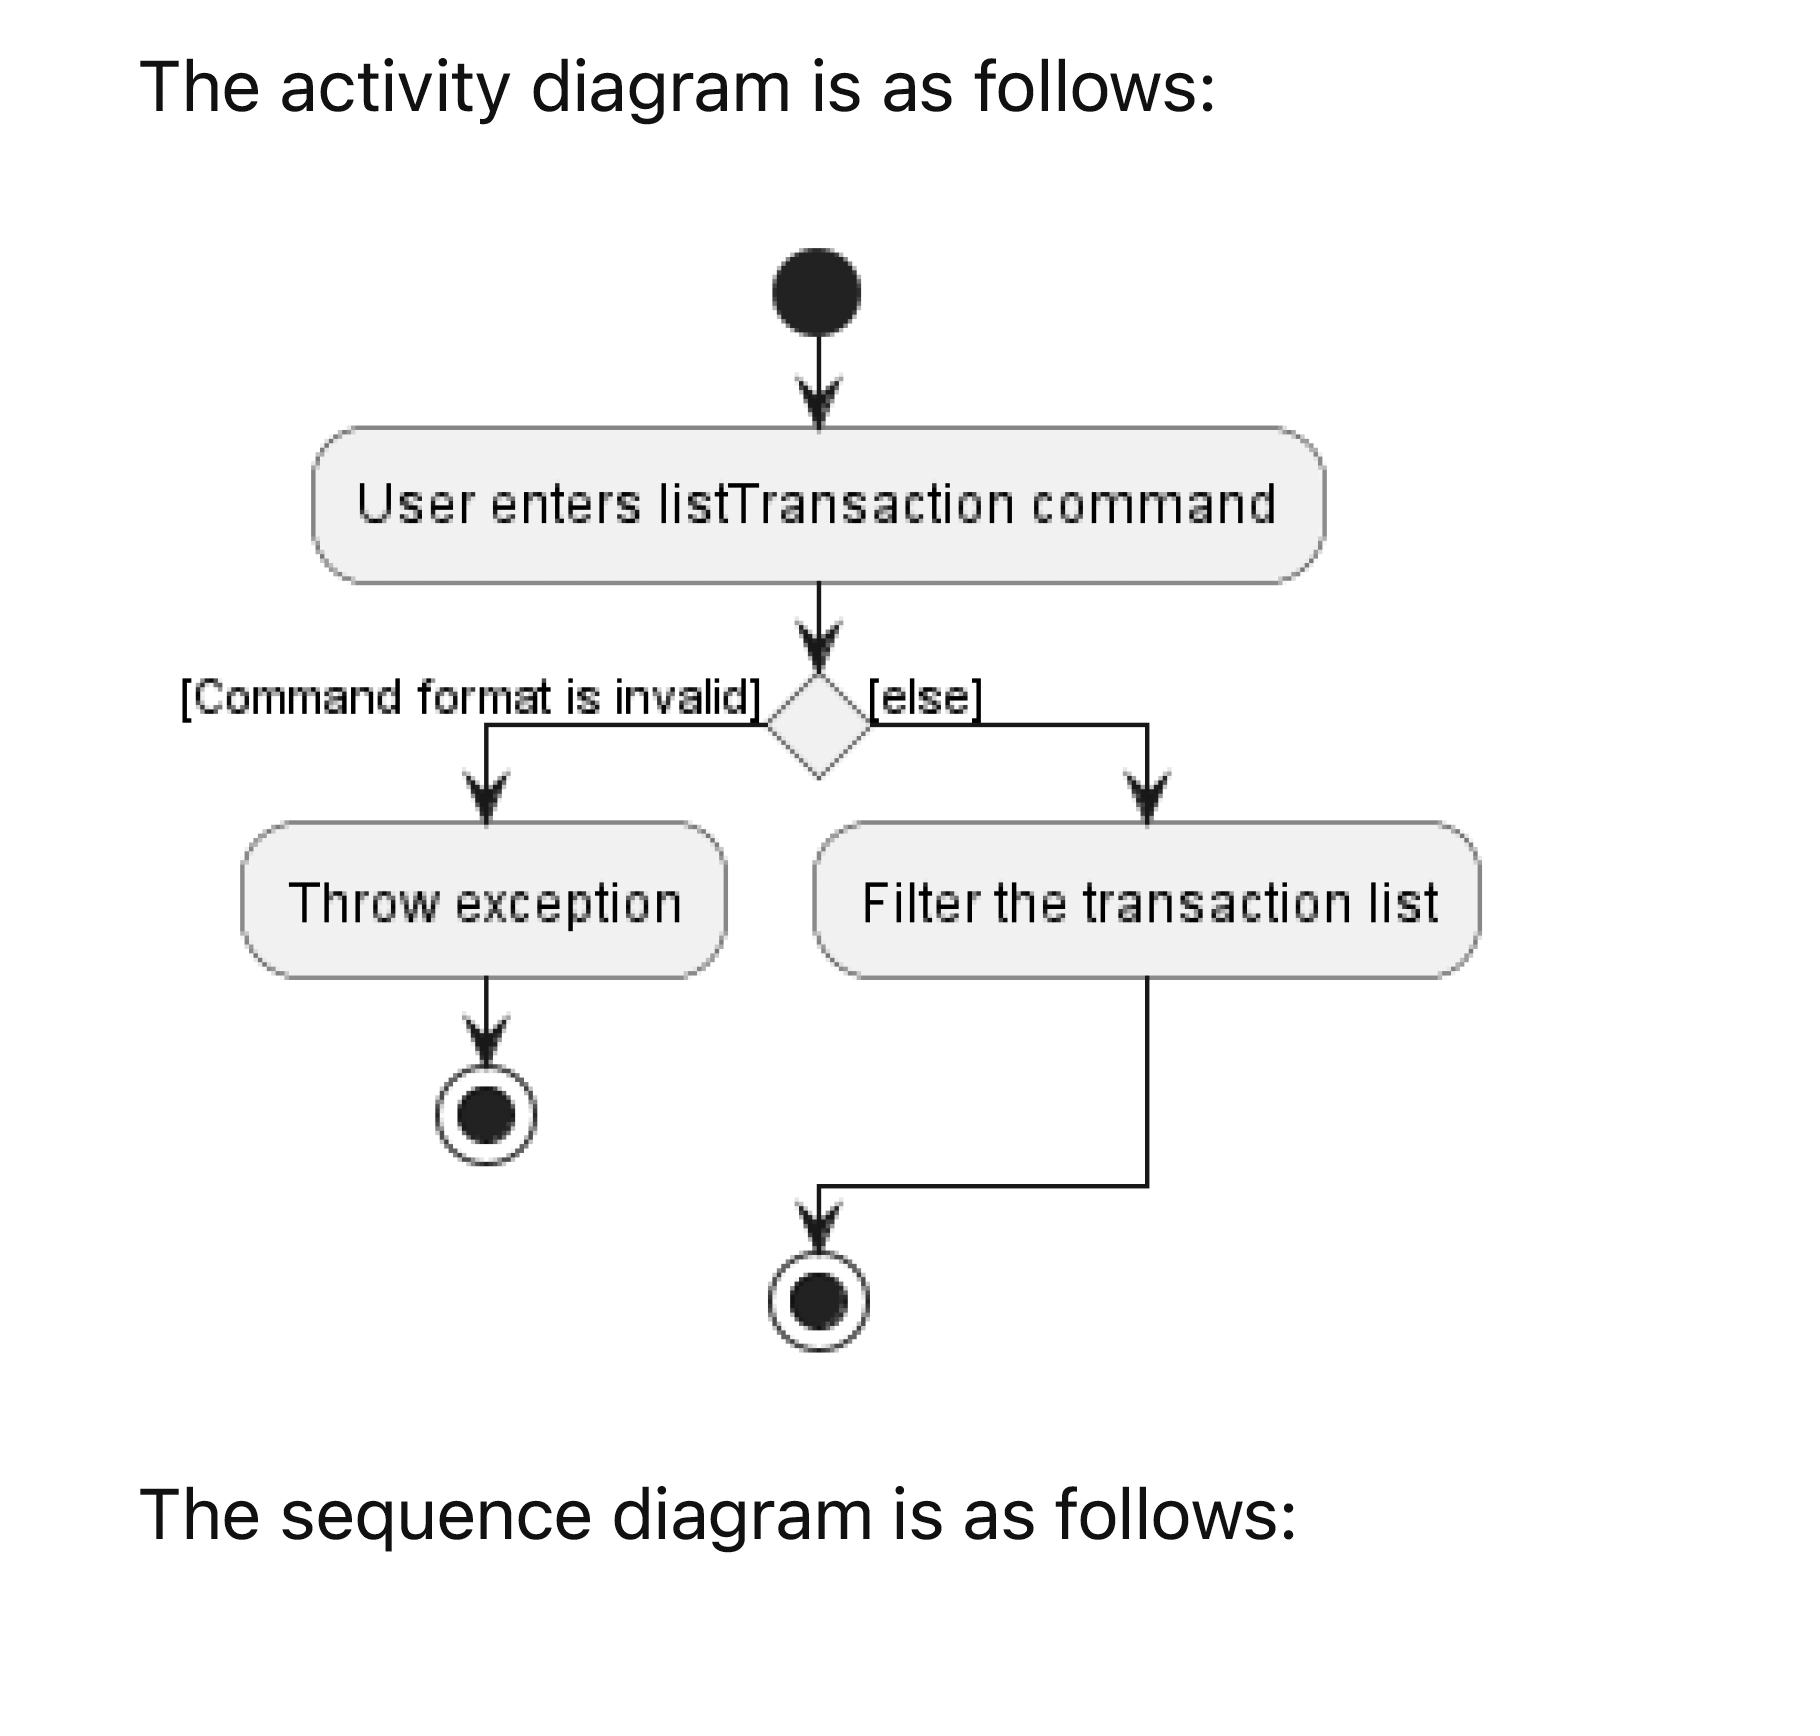 The activity diagram is as follows:
User enters listTransaction command
[Command format is invalid]
[else]
Throw exception
Filter the transaction list
The sequence diagram is as follows: